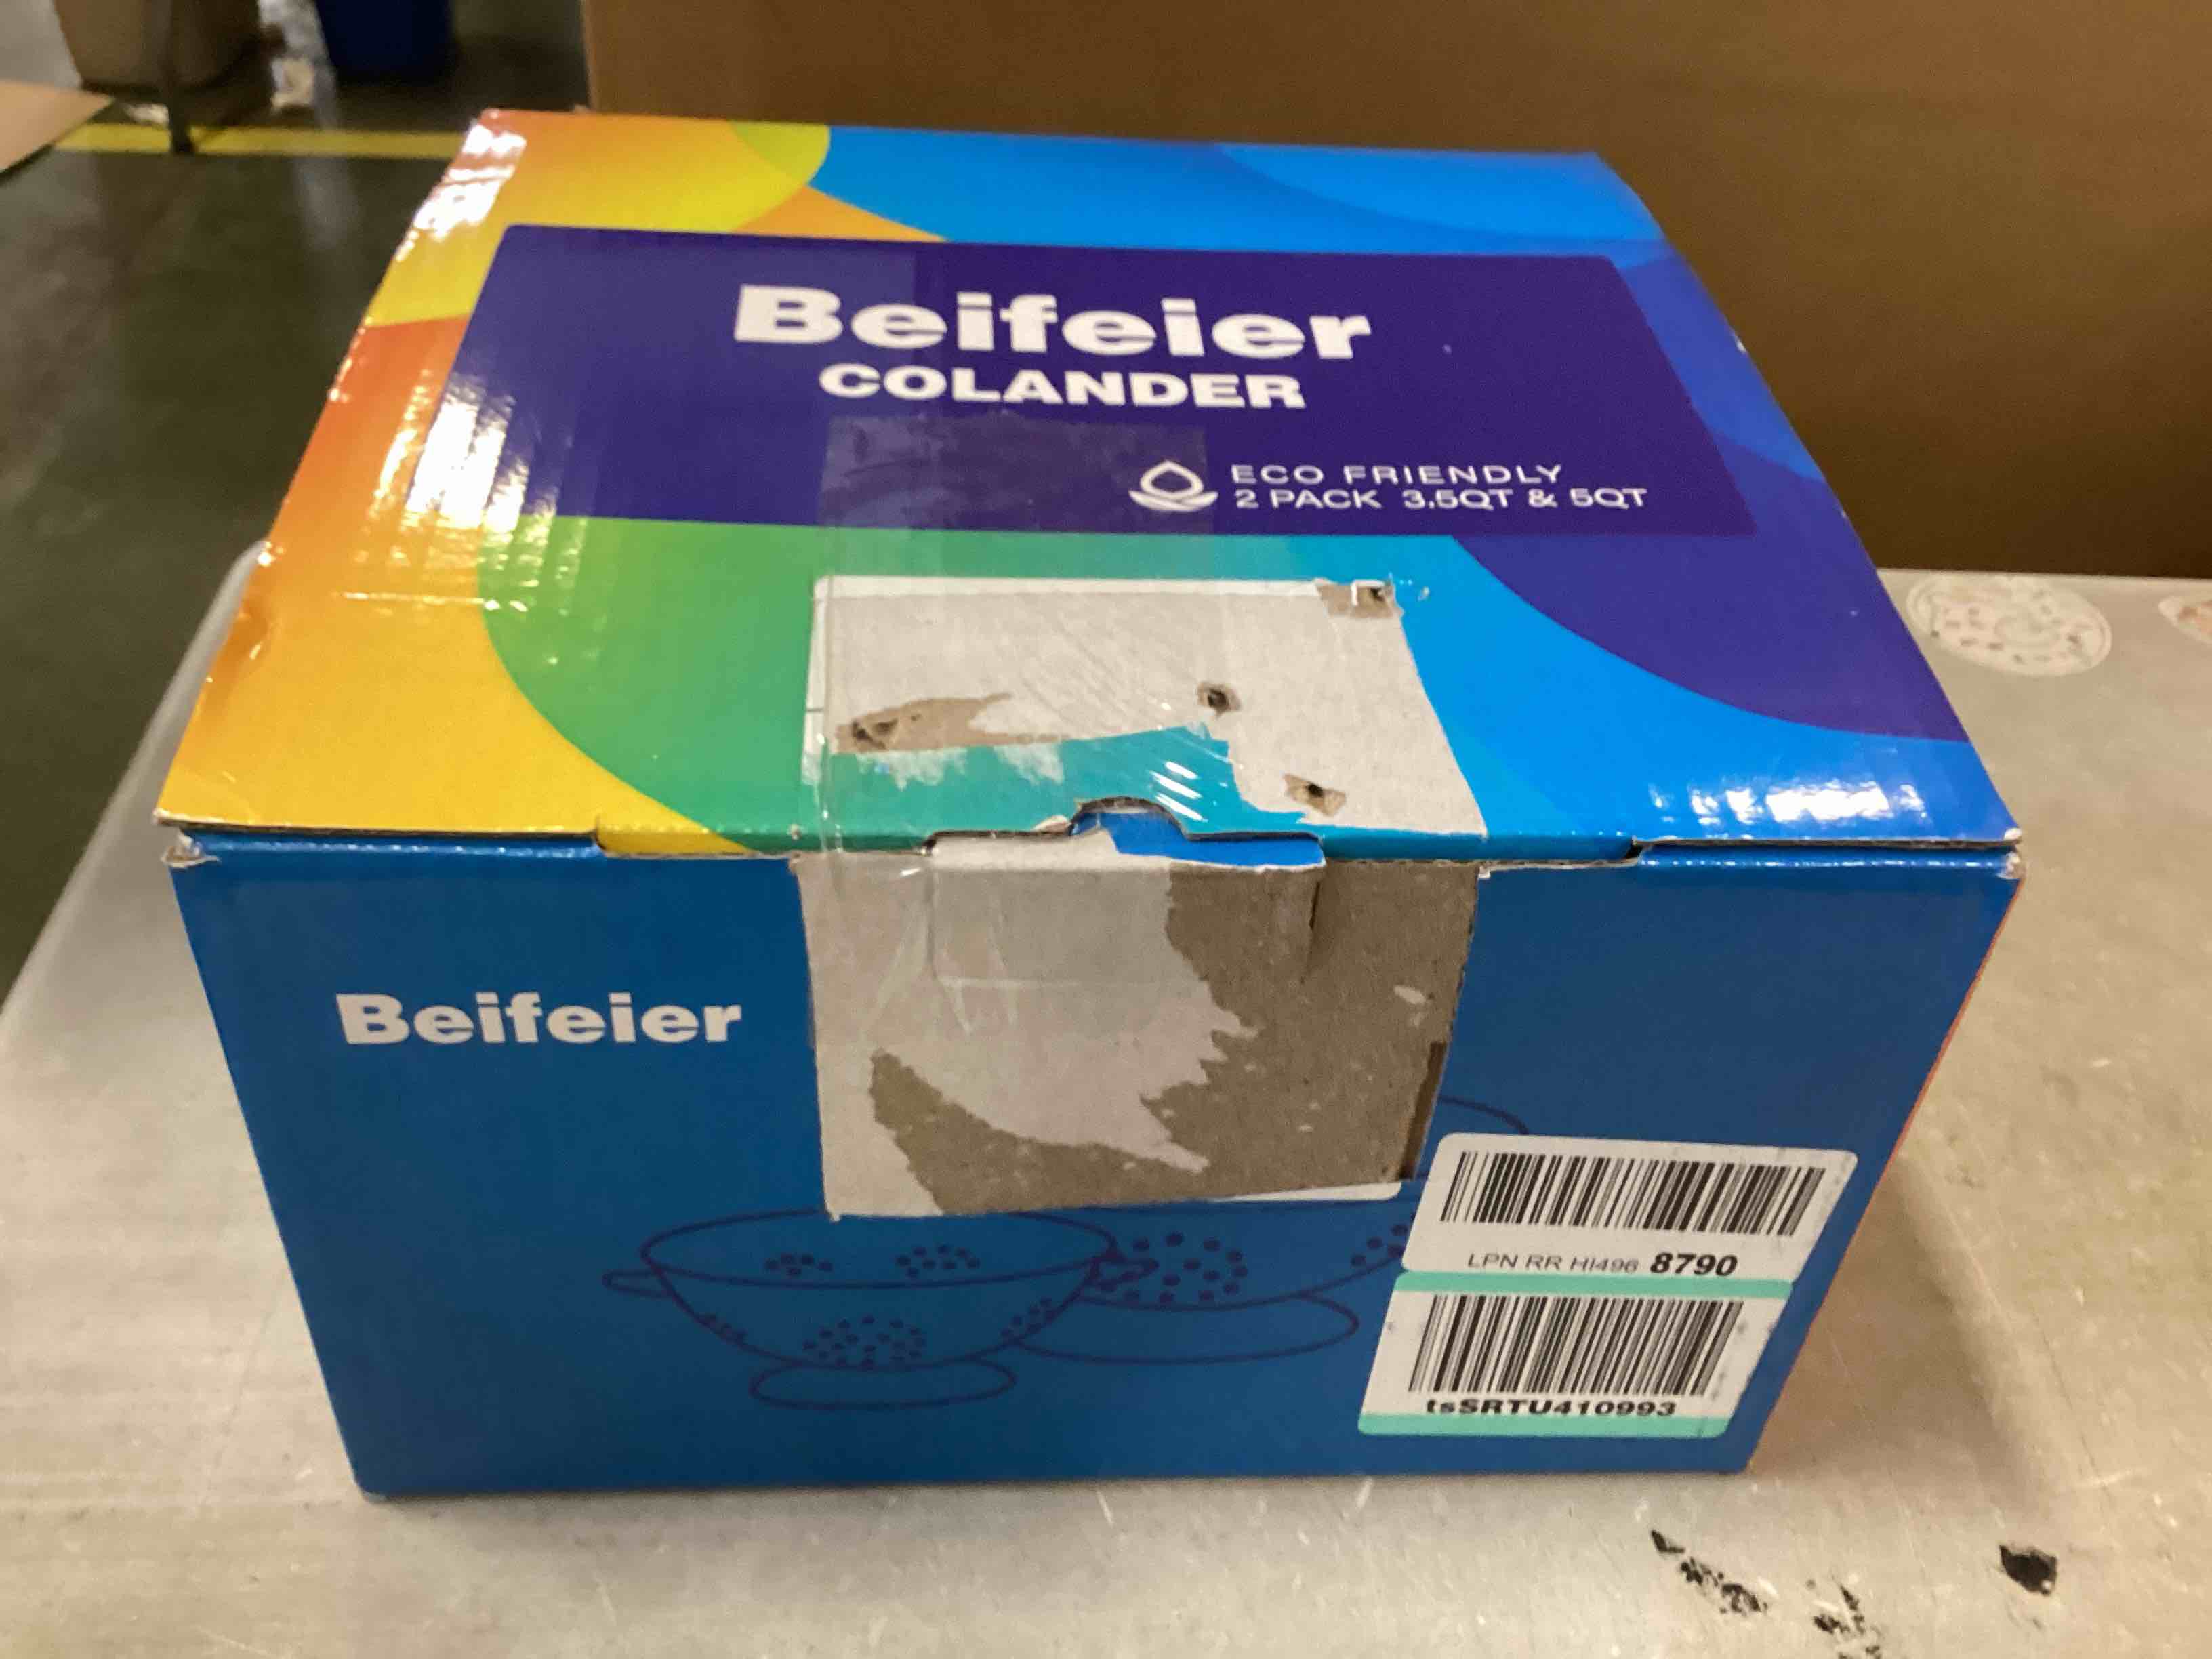 Beifeier
COLANDER
ECO FRIENDLY
2 PACK 3,5QT & 5QT
Beifeier
LPN RR HI496 8790
tsSRTU410993